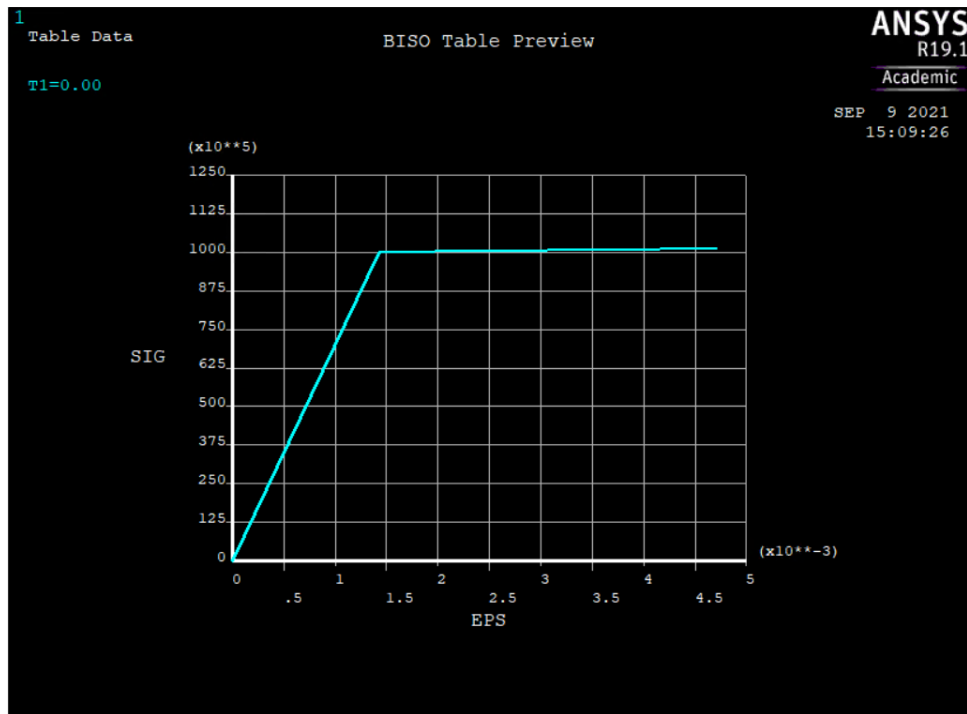 1
Table Data
BISO Table Preview
ANSYS
R19.1
Academic
T1=0.00
SEP 9 2021
15:09:26
(x10**5)
1250
1125
1000
875
750
625
500
375
250
125
0
SIG
(x10**-3)
0 1 2 3 4 5
.5 1.5 2.5 3.5 4.5
EPS